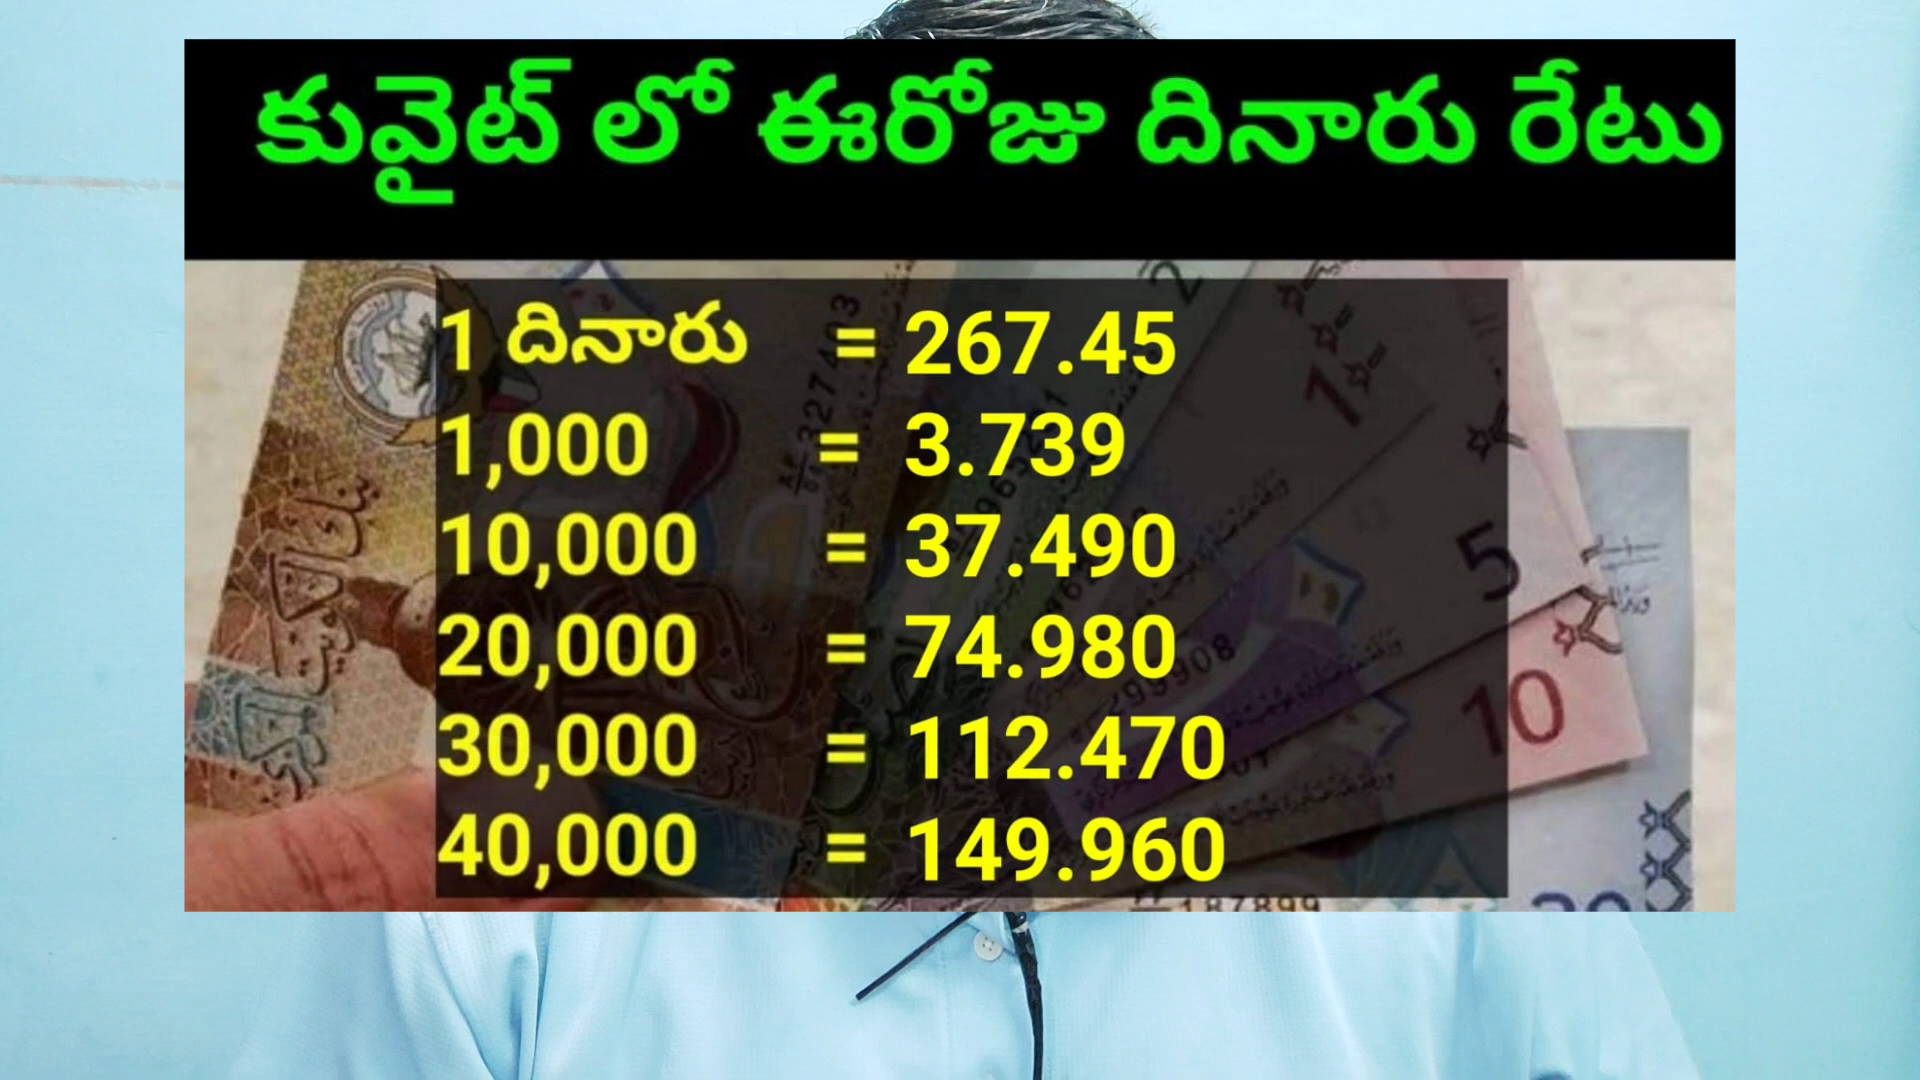 కువైట్ లో ఈరోజు దినారు రేటు
1 దినారు = 267.45
1,000 = 3.739
10,000 = 37.490
20,000 = 74.980
30,000 = 112.470
40,000 = 149.960